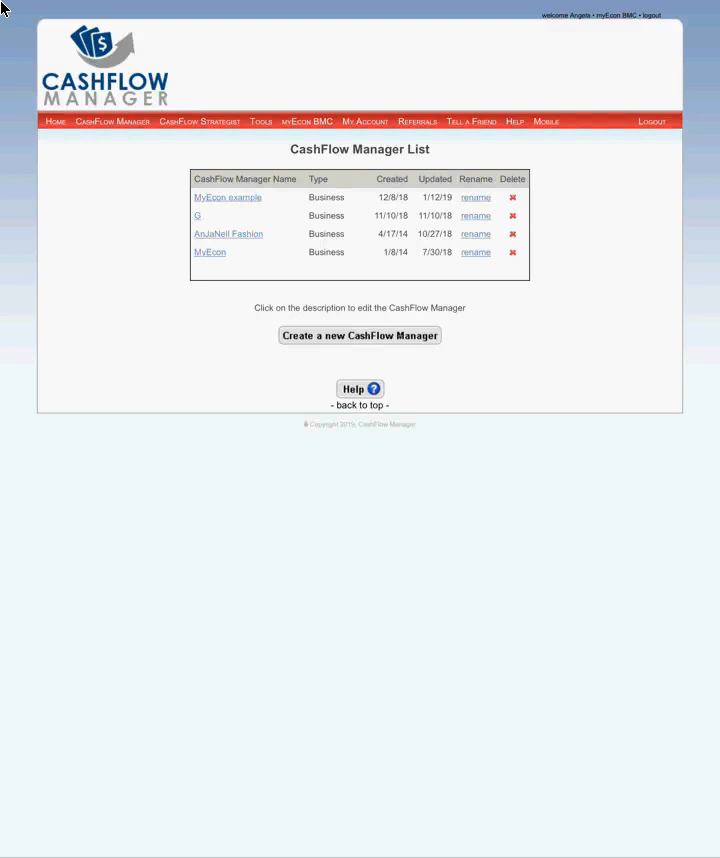 welcome Angela • myEcon BMC • logout
CASHFLOW
MANAGER
Home CashFlow Manager CashFlow Strategist Tools myEcon BMC My Account Referrals Tell a Friend Help Mobile Logout
CashFlow Manager List
CashFlow Manager Name Type Created Updated Rename Delete
MyEcon example Business 12/8/18 1/12/19 rename
G Business 11/10/18 11/10/18 rename
AnJaNell Fashion Business 4/17/14 10/27/18 rename
MyEcon Business 1/8/14 7/30/18 rename
Click on the description to edit the CashFlow Manager
Create a new CashFlow Manager
Help ?
- back to top -
Copyright 2019, CashFlow Manager